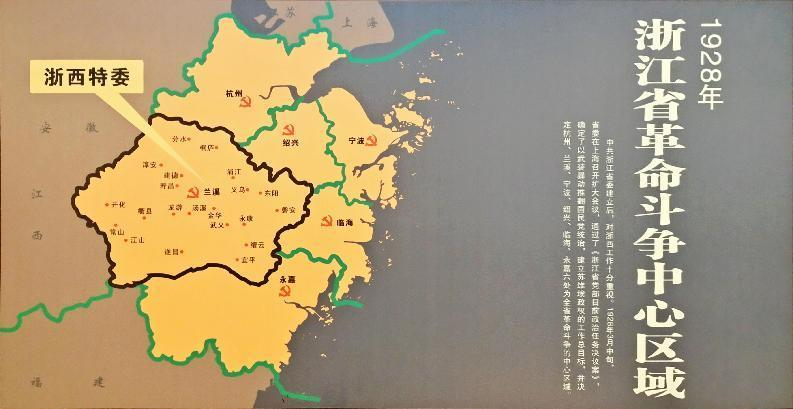 1928年
浙江省革命斗争中心区域
中共浙江省委建立后，对浙西工作十分重视。1928年3月中旬，
省委在上海召开扩大会议，通过了《浙江省党部目前政治任务决议案》，
确定了以武装暴动推翻国民党统治，建立苏维埃政权的工作总目标，并决
定杭州、兰溪、宁波、绍兴、临海、永嘉六处为全省革命斗争的中心区域。
浙西特委
江苏
上海
安徽
江西
福建
杭州
绍兴
宁波
分水
桐庐
淳安
建德
寿昌
浦江
兰溪
义乌
东阳
开化
衢县
龙游
汤溪
金华
武义
永康
磐安
常山
江山
遂昌
缙云
宣平
临海
永嘉